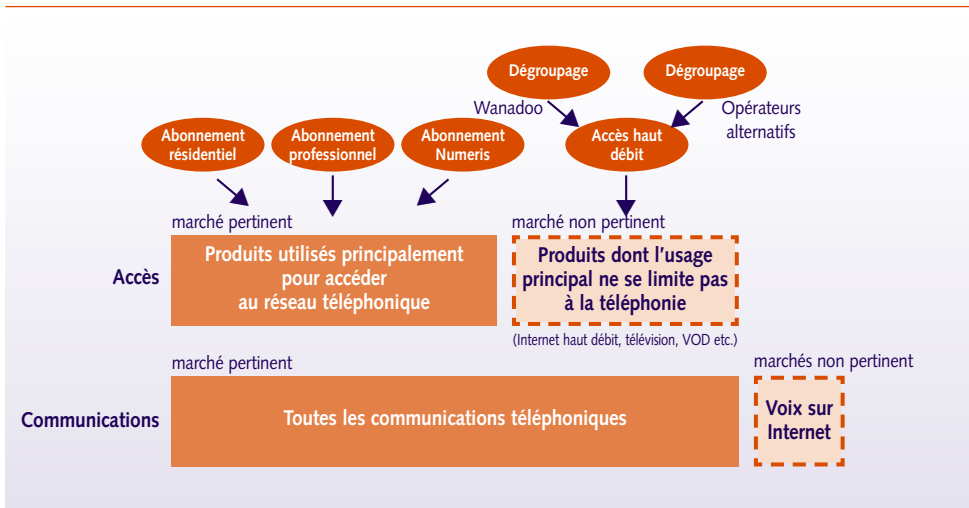 Dégroupage
Dégroupage
Wanadoo
Opérateurs
alternatifs
Abonnement
résidentiel
Abonnement
professionnel
Abonnement
Numeris
Accès haut
débit
marché pertinent
marché non pertinent
Accès
Produits utilisés principalement
pour accéder
au réseau téléphonique
Produits dont l'usage
principal ne se limite pas
à la téléphonie
(Internet haut débit, télévision, VOD etc.)
marché pertinent
marchés non pertinent
Communications
Toutes les communications téléphoniques
Voix sur
Internet